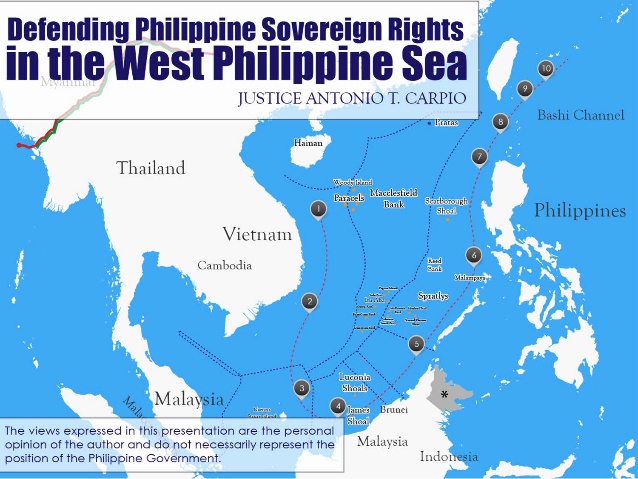 Defending Philippine Sovereign Rights
in the West Philippine Sea
JUSTICE ANTONIO T. CARPIO
Myanmar
10
9
Bashi Channel
8
Pratas
Hainan
7
Thailand
Woody Island
Paracels
Macclesfield
Bank
Scarborough
Shoal
1
Philippines
Vietnam
6
Cambodia
Reed
Bank
Malampaya
Spratlys
2
5
Luconia
Shoals
3
*
Malaysia
4
James
Shoal
Brunei
Malaysia
Indonesia
The views expressed in this presentation are the personal
opinion of the author and do not necessarily represent the
position of the Philippine Government.